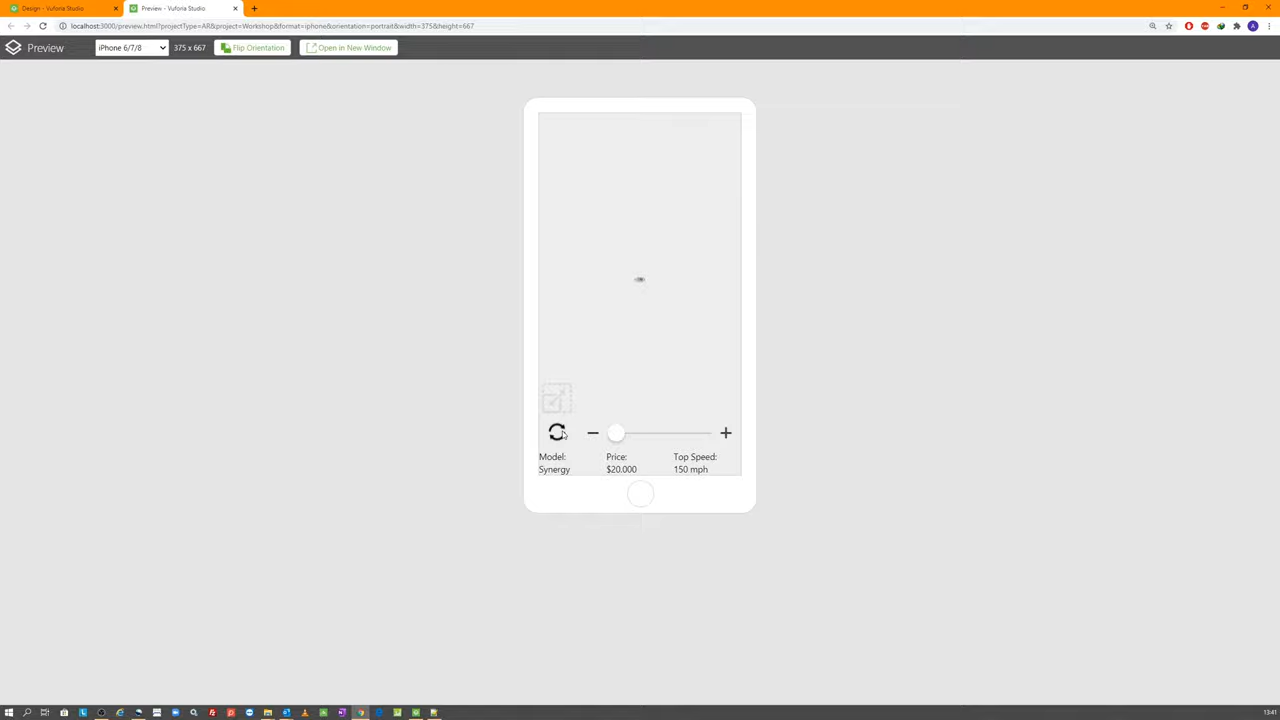 Design - Vuforia Studio
Preview - Vuforia Studio
localhost:3000/preview.html?projectType=AR&project=Workshop&format=iphone&orientation=portrait&width=375&height=667
Preview
iPhone 6/7/8
375 x 667
Flip Orientation
Open in New Window
Model:
Price:
Top Speed:
Synergy
$20.000
150 mph
13:41